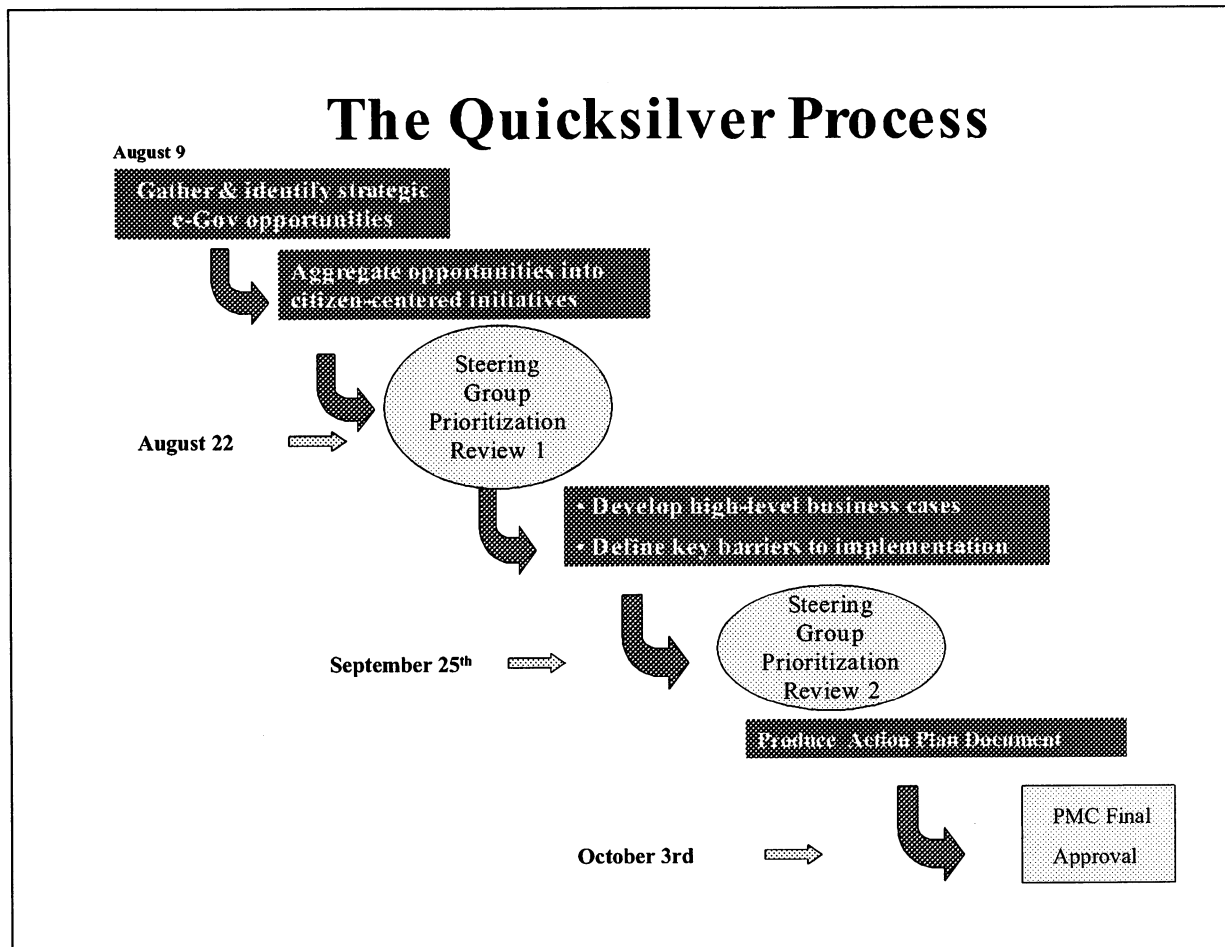 The Quicksilver Process
August 9
Gather & identify strategic
e-Gov opportunities
Aggregate opportunities into
citizen-centered initiatives
Steering
Group
Prioritization
Review 1
August 22
• Develop high-level business cases
• Define key barriers to implementation
Steering
Group
Prioritization
Review 2
September 25th
Produce Action Plan Document
PMC Final
Approval
October 3rd